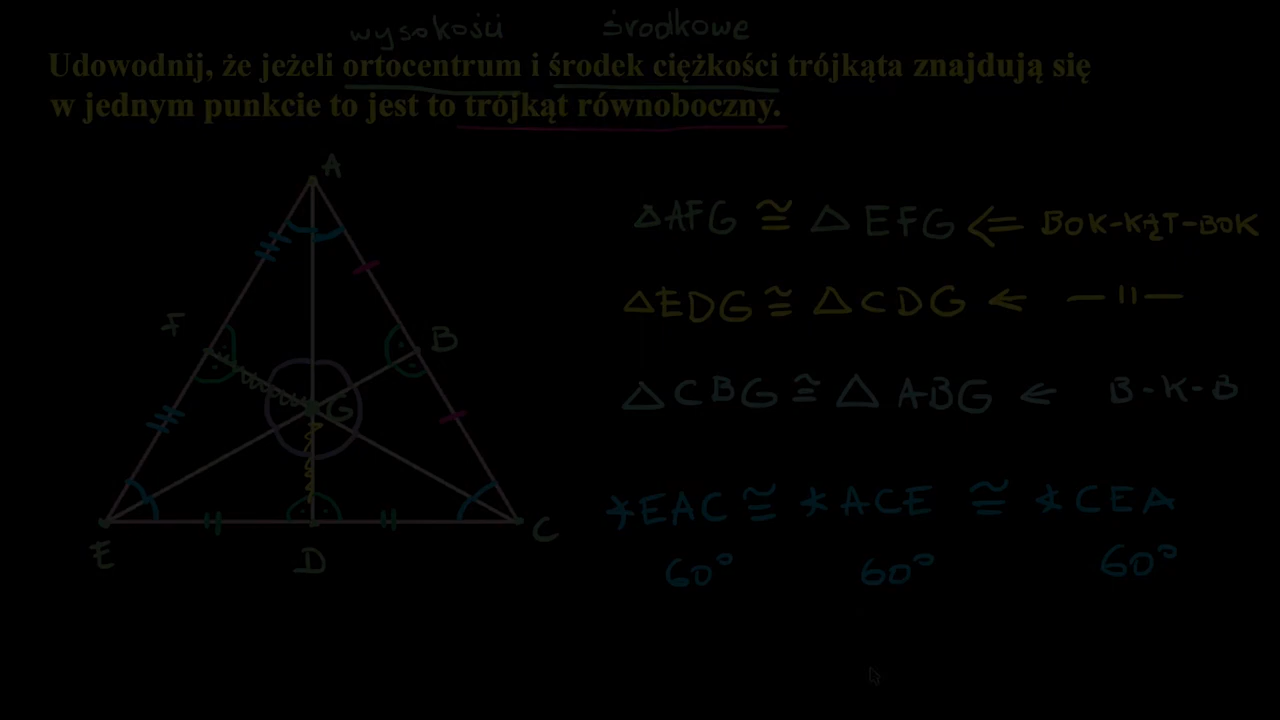 wysokości środkowe
Udowodnij, że jeżeli ortocentrum i środek ciężkości trójkąta znajdują się
w jednym punkcie to jest to trójkąt równoboczny.
A
F
B
G
E
D
C
△AFG ≅ △EFG ⇐ BOK-KĄT-BOK
△EDG ≅ △CDG ← —||—
△CBG ≅ △ABG ← B-K-B
∢EAC ≅ ∢ACE ≅ ∢CEA
60° 60° 60°